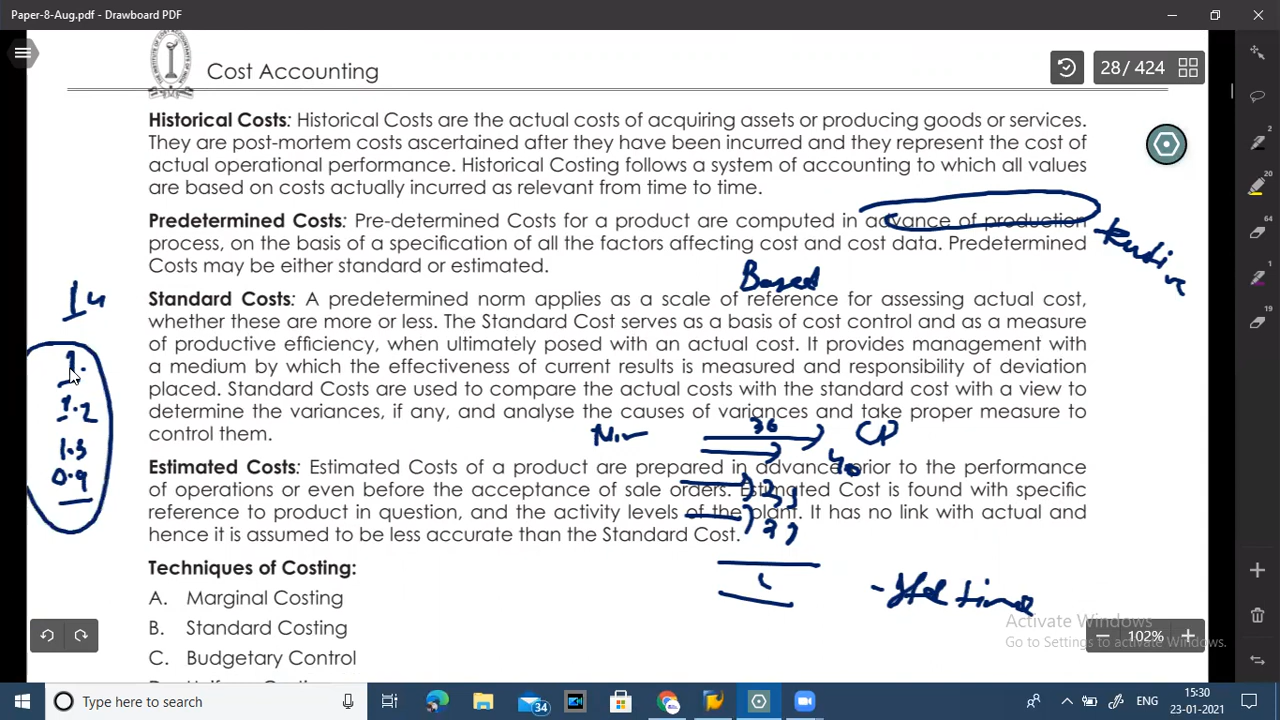 Paper-8-Aug.pdf - Drawboard PDF
Cost Accounting
28/ 424
Historical Costs: Historical Costs are the actual costs of acquiring assets or producing goods or services.
They are post-mortem costs ascertained after they have been incurred and they represent the cost of
actual operational performance. Historical Costing follows a system of accounting to which all values
are based on costs actually incurred as relevant from time to time.
Predetermined Costs: Pre-determined Costs for a product are computed in advance of production
process, on the basis of a specification of all the factors affecting cost and cost data. Predetermined
Costs may be either standard or estimated.
Based
Standard Costs: A predetermined norm applies as a scale of reference for assessing actual cost,
whether these are more or less. The Standard Cost serves as a basis of cost control and as a measure
of productive efficiency, when ultimately posed with an actual cost. It provides management with
a medium by which the effectiveness of current results is measured and responsibility of deviation
placed. Standard Costs are used to compare the actual costs with the standard cost with a view to
determine the variances, if any, and analyse the causes of variances and take proper measure to
control them.
1.2
1.3
0.9
36
40
Estimated Costs: Estimated Costs of a product are prepared in advance prior to the performance
of operations or even before the acceptance of sale orders. Estimated Cost is found with specific
reference to product in question, and the activity levels of the plant. It has no link with actual and
hence it is assumed to be less accurate than the Standard Cost.
Techniques of Costing:
A. Marginal Costing
B. Standard Costing
C. Budgetary Control
time
Activate Windows
Go to Settings to activate Windows.
102%
20
64
19
Type here to search
34
ENG
15:30
23-01-2021